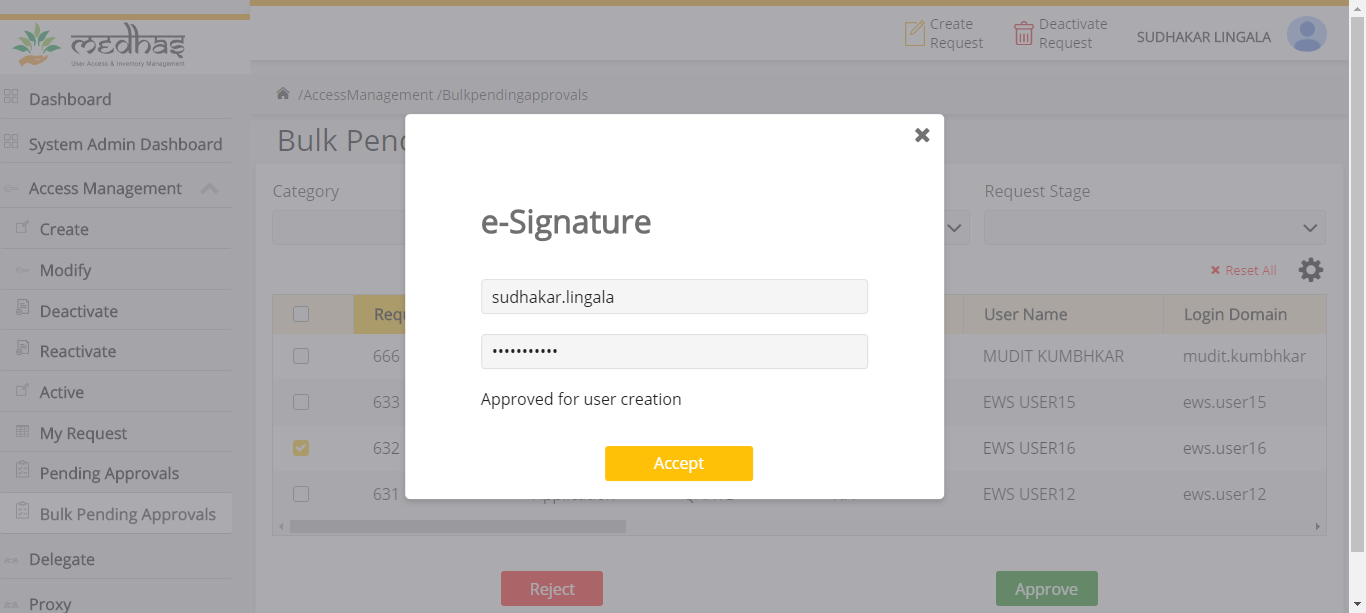 medhas
User Access & Inventory Management
Create
Request
Deactivate
Request
SUDHAKAR LINGALA
Dashboard
System Admin Dashboard
Access Management
Create
Modify
Deactivate
Reactivate
Active
My Request
Pending Approvals
Bulk Pending Approvals
Delegate
Proxy
/AccessManagement /Bulkpendingapprovals
Bulk Pen
Category
Request Stage
Reset All
Requ
User Name
Login Domain
666
MUDIT KUMBHKAR
mudit.kumbhkar
633
EWS USER15
ews.user15
632
EWS USER16
ews.user16
631
Application
EWS USER12
ews.user12
Reject
Approve
e-Signature
sudhakar.lingala
•••••••••••
Approved for user creation
Accept